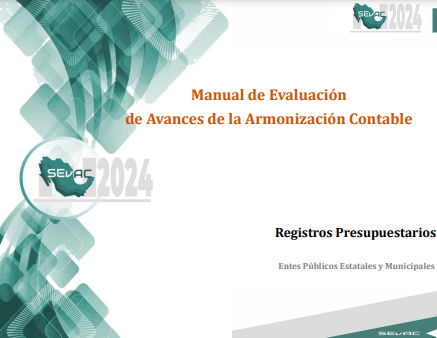 SEVAC 2024
Manual de Evaluación
de Avances de la Armonización Contable
SEVAC 2024
Registros Presupuestarios
Entes Públicos Estatales y Municipales
SEVAC